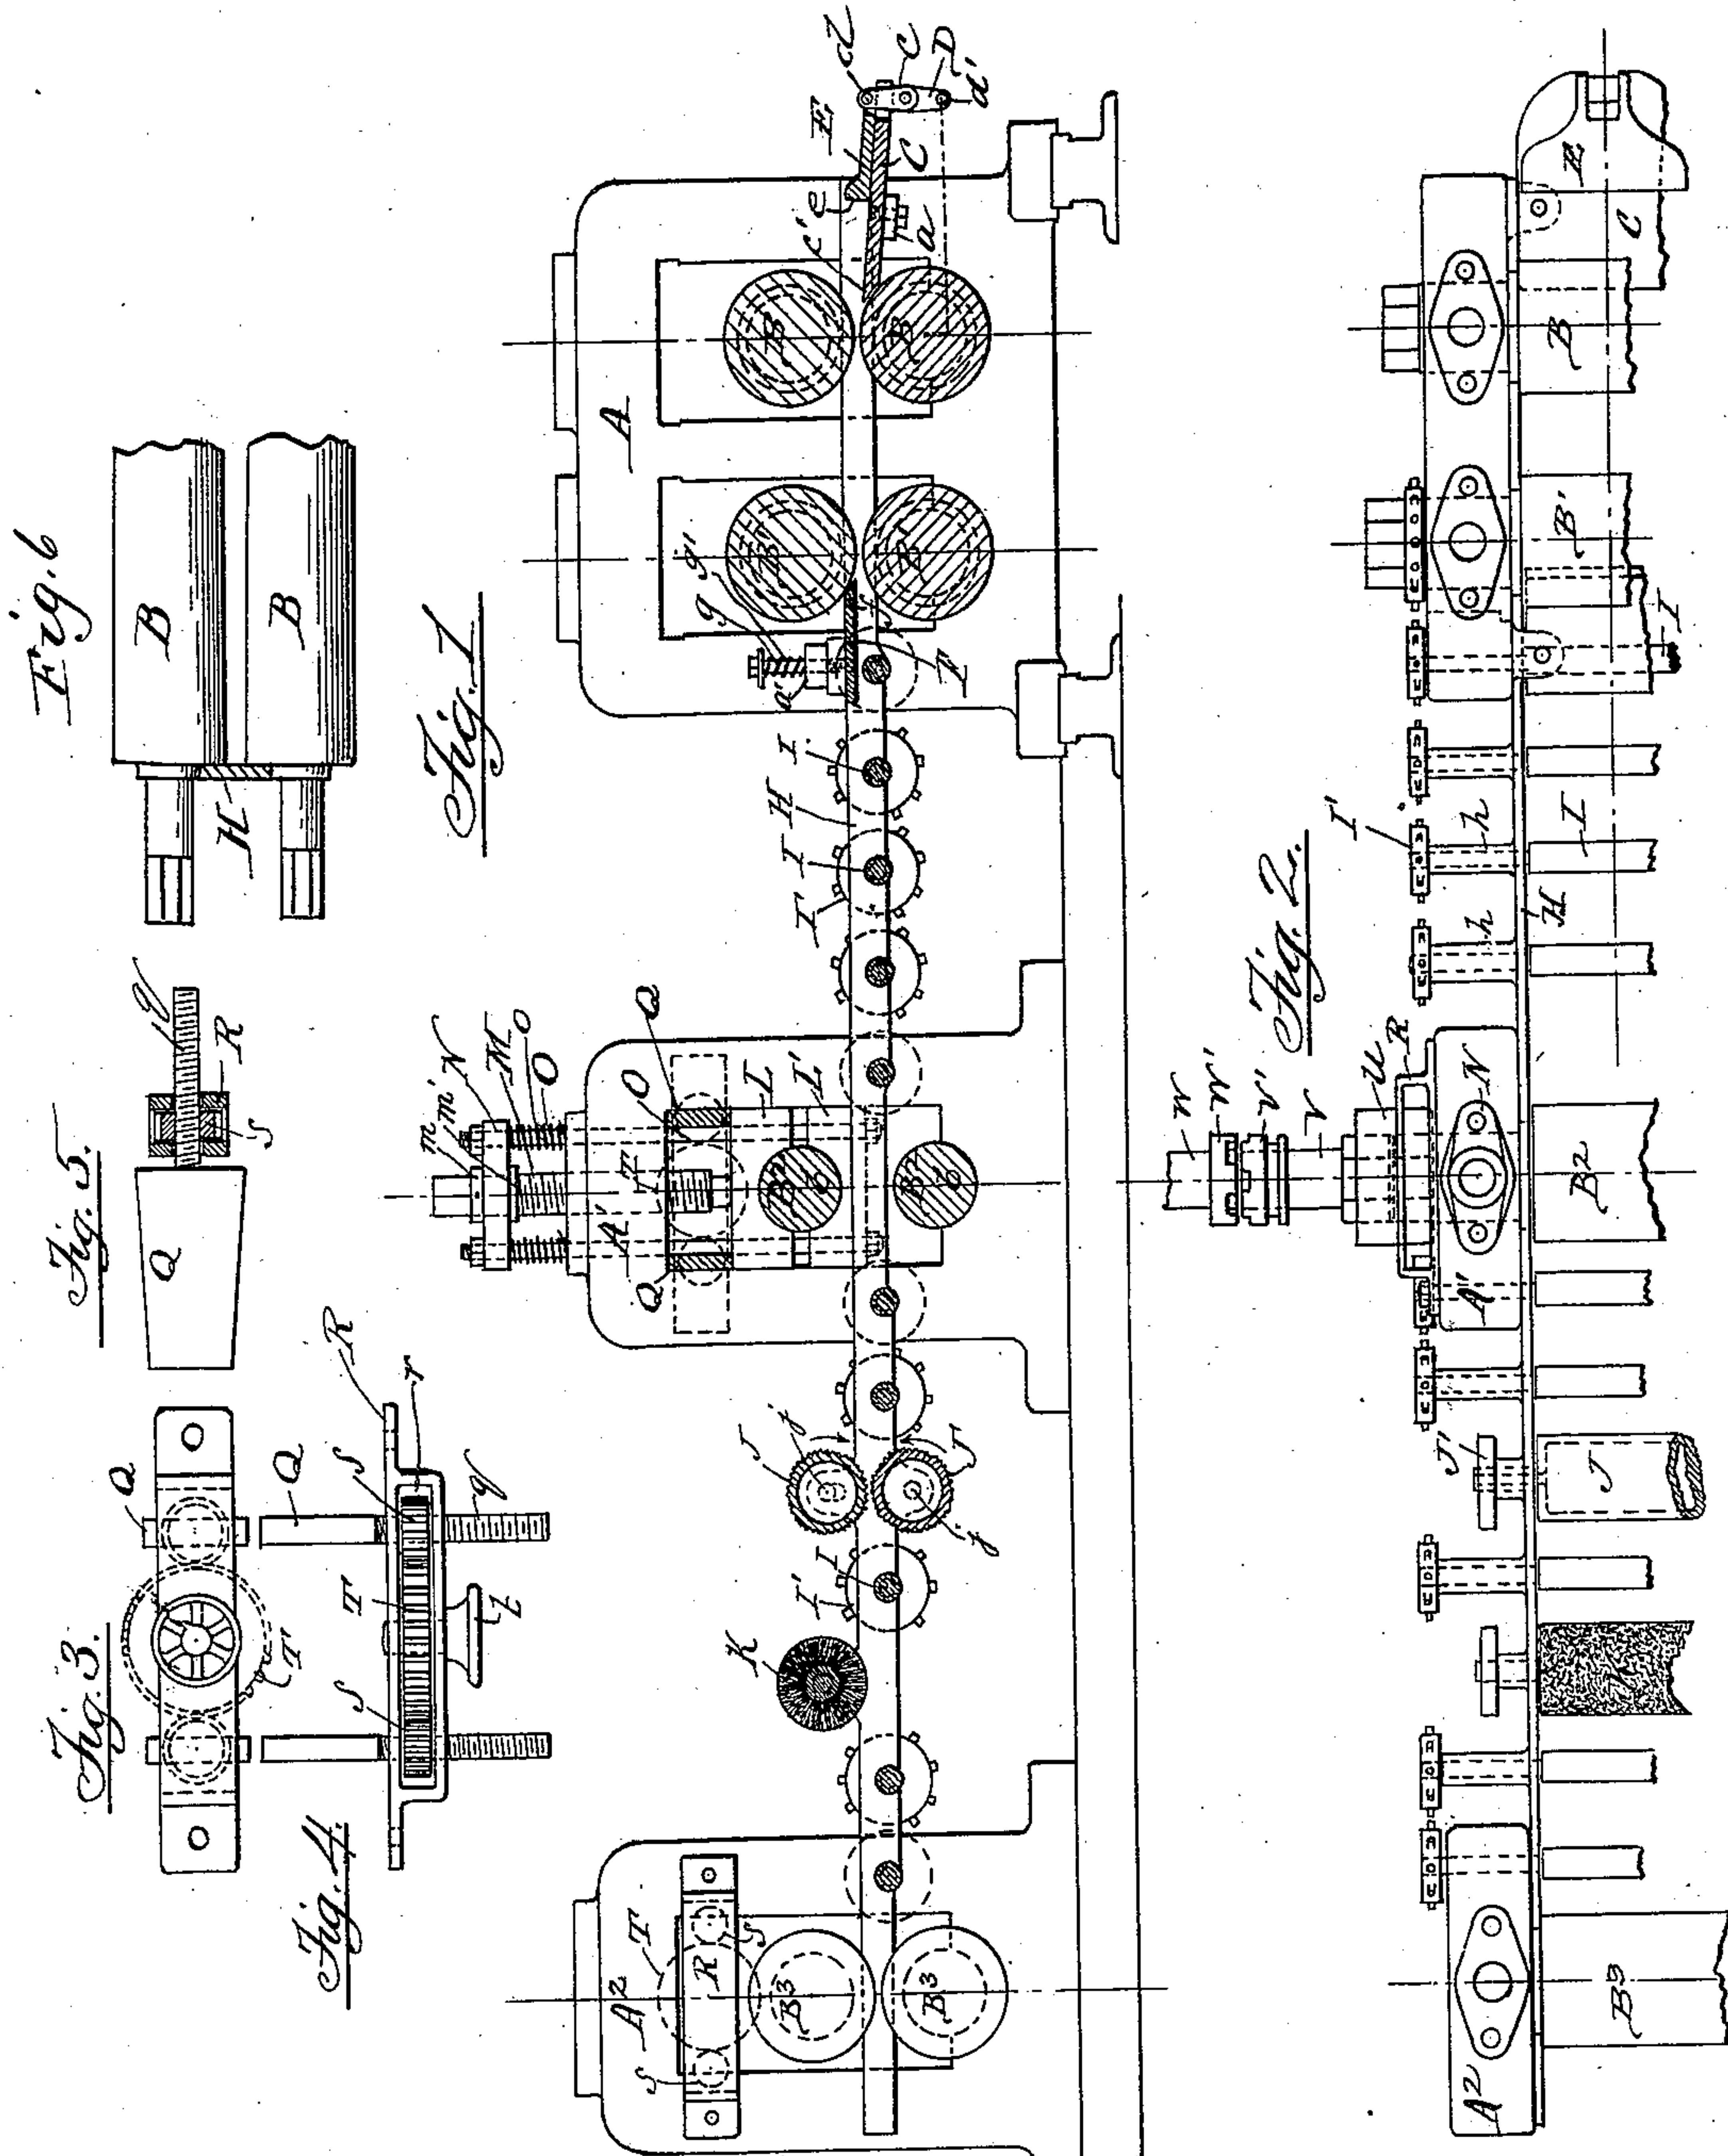 Fig. 6
B
B
H
Fig. 5.
Q
q
R
S
Fig. 3.
Q
T
Fig. 4.
Q
R
S
S
T
r
q
t
Fig. 1
A
B
B
B'
B'
C
c
c'
D
d
d'
E
e
a
F
g
g'
a'
H
I
I
I'
A'
B2
B2
L
L'
M
m
m'
N
O
o
o
Q
Q
T
J
J
j
j
I
I'
K
A2
B3
B3
R
S
S
T
Fig. 2.
A2
B3
J
J'
A'
B2
N
R
U
V
V'
W
W'
H
h
h
I
I'
I
B'
B
C
E